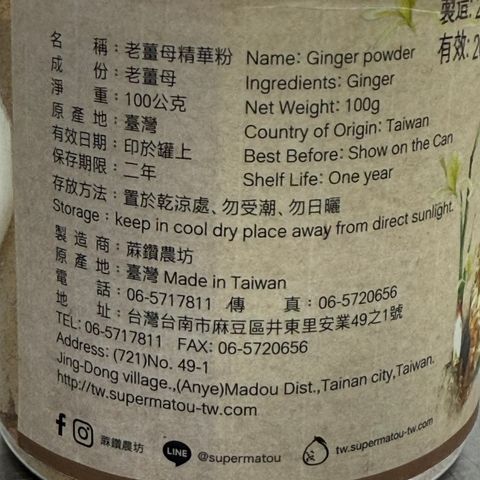 名　　稱：老薑母精華粉
成　　份：老薑母
淨　　重：100公克
原 產 地：臺灣
有效日期：印於罐上
保存期限：二年
Name: Ginger powder
Ingredients: Ginger
Net Weight: 100g
Country of Origin: Taiwan
Best Before: Show on the Can
Shelf Life: One year
存放方法：置於乾涼處、勿受潮、勿日曬
Storage：keep in cool dry place away from direct sunlight.
製 造 商：蔴鑽農坊
原 產 地：臺灣 Made in Taiwan
電　　話：06-5717811 傳　　真：06-5720656
地　　址：台灣台南市麻豆區井東里安業49之1號
TEL: 06-5717811 FAX: 06-5720656
Address: (721)No. 49-1
Jing-Dong village.,(Anye)Madou Dist.,Tainan city,Taiwan.
http://tw.supermatou-tw.com
蔴鑽農坊
LINE @supermatou
tw.supermatou-tw.com
製造: 2
有效: 20